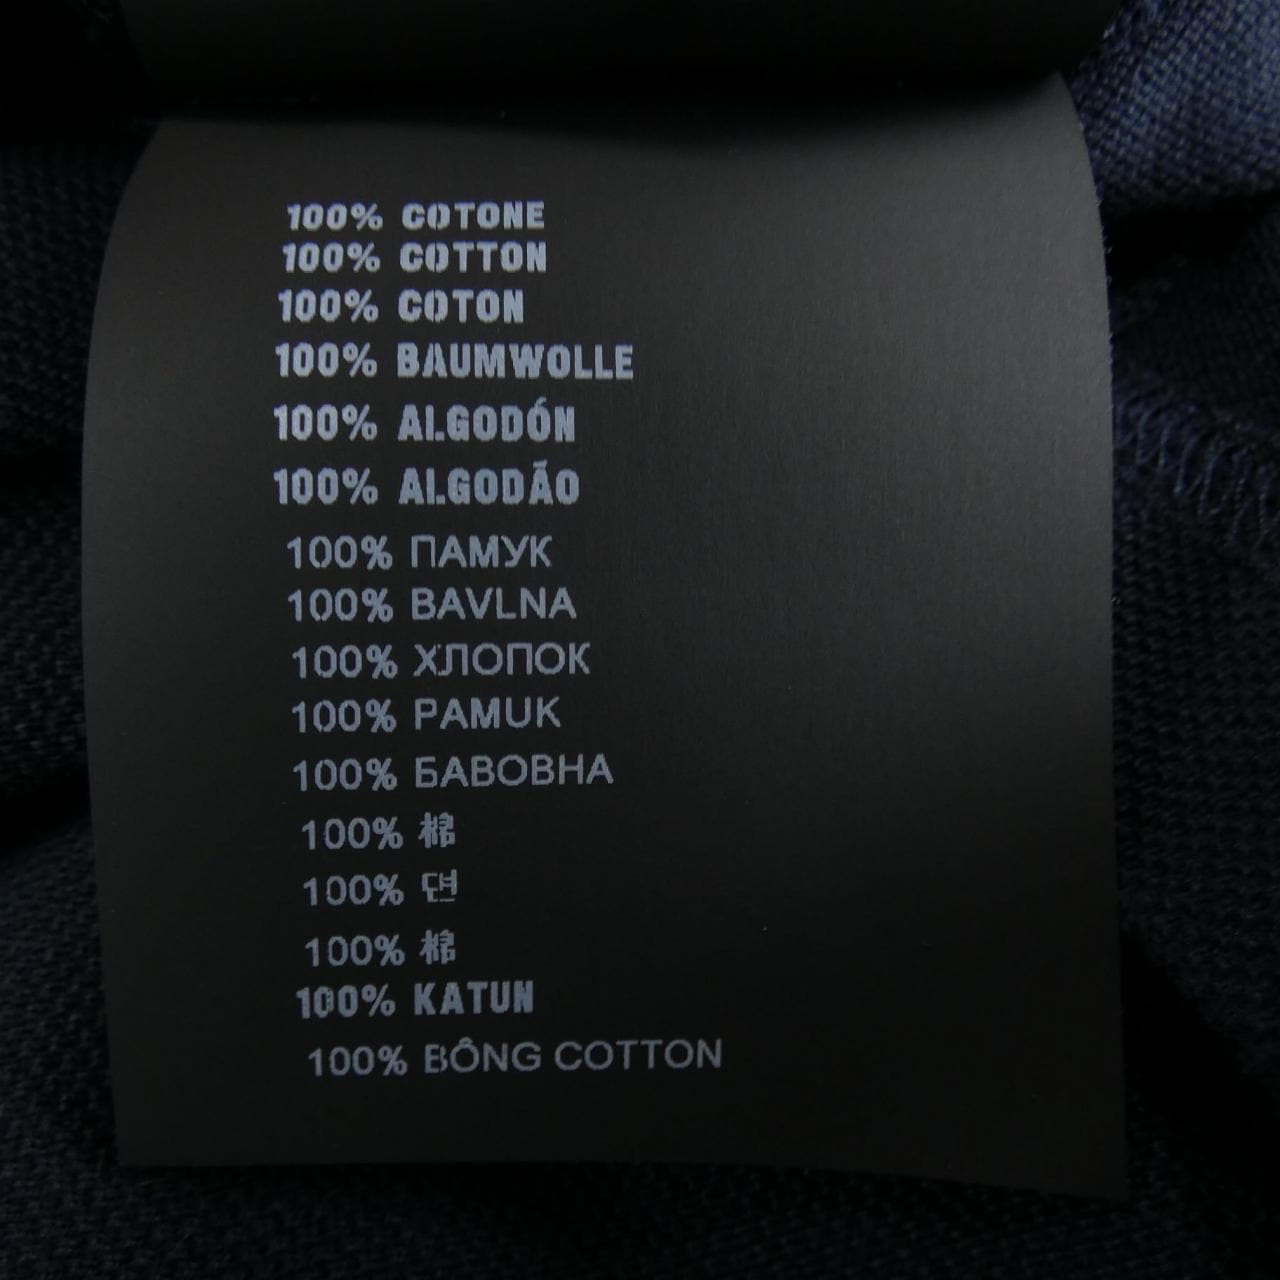 100% COTONE
100% COTTON
100% COTON
100% BAUMWOLLE
100% ALGODÓN
100% ALGODÃO
100% ПАМУК
100% BAVLNA
100% ХЛОПОК
100% PAMUK
100% БАВОВНА
100% 棉
100%
100% 棉
100% KATUN
100% BÔNG COTTON